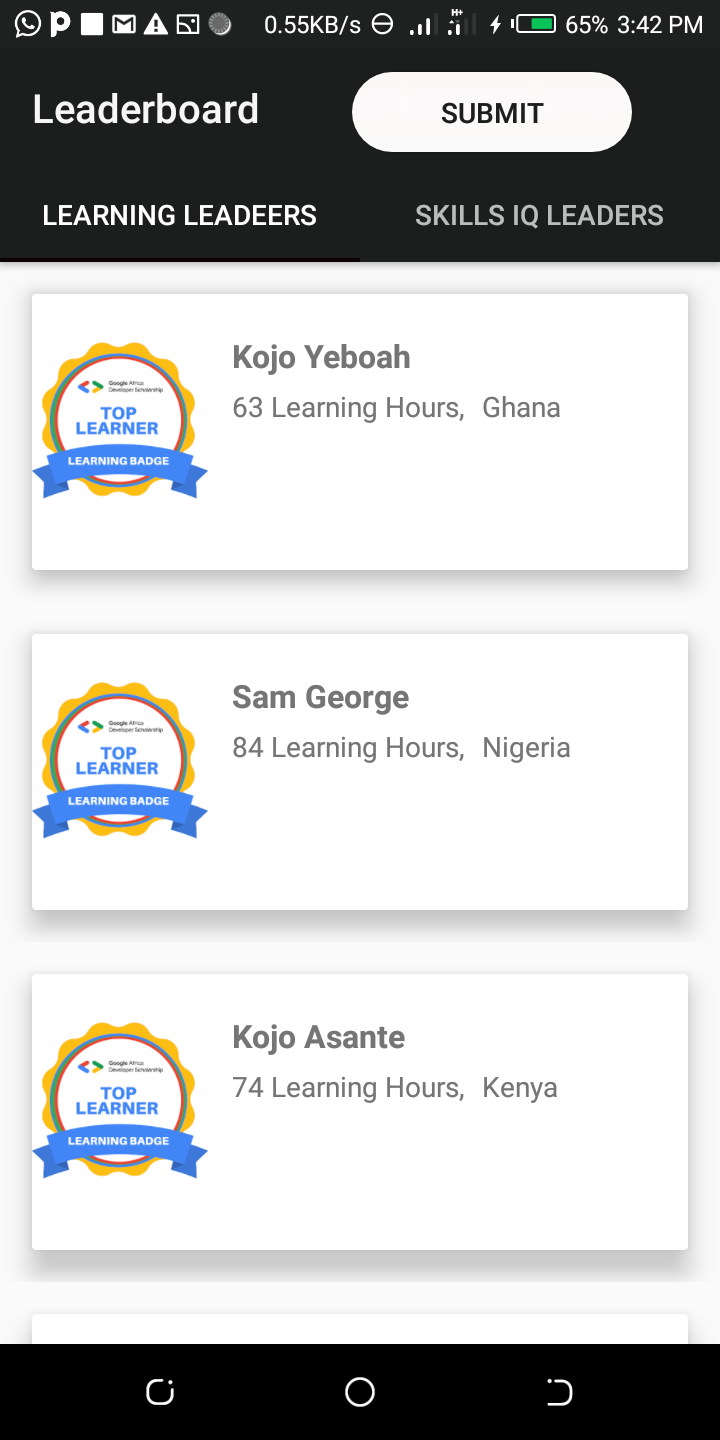 0.55KB/s H+ 65% 3:42 PM
Leaderboard
SUBMIT
LEARNING LEADEERS
SKILLS IQ LEADERS
Google Africa
Developer Scholarship
TOP
LEARNER
LEARNING BADGE
Kojo Yeboah
63 Learning Hours, Ghana
Google Africa
Developer Scholarship
TOP
LEARNER
LEARNING BADGE
Sam George
84 Learning Hours, Nigeria
Google Africa
Developer Scholarship
TOP
LEARNER
LEARNING BADGE
Kojo Asante
74 Learning Hours, Kenya